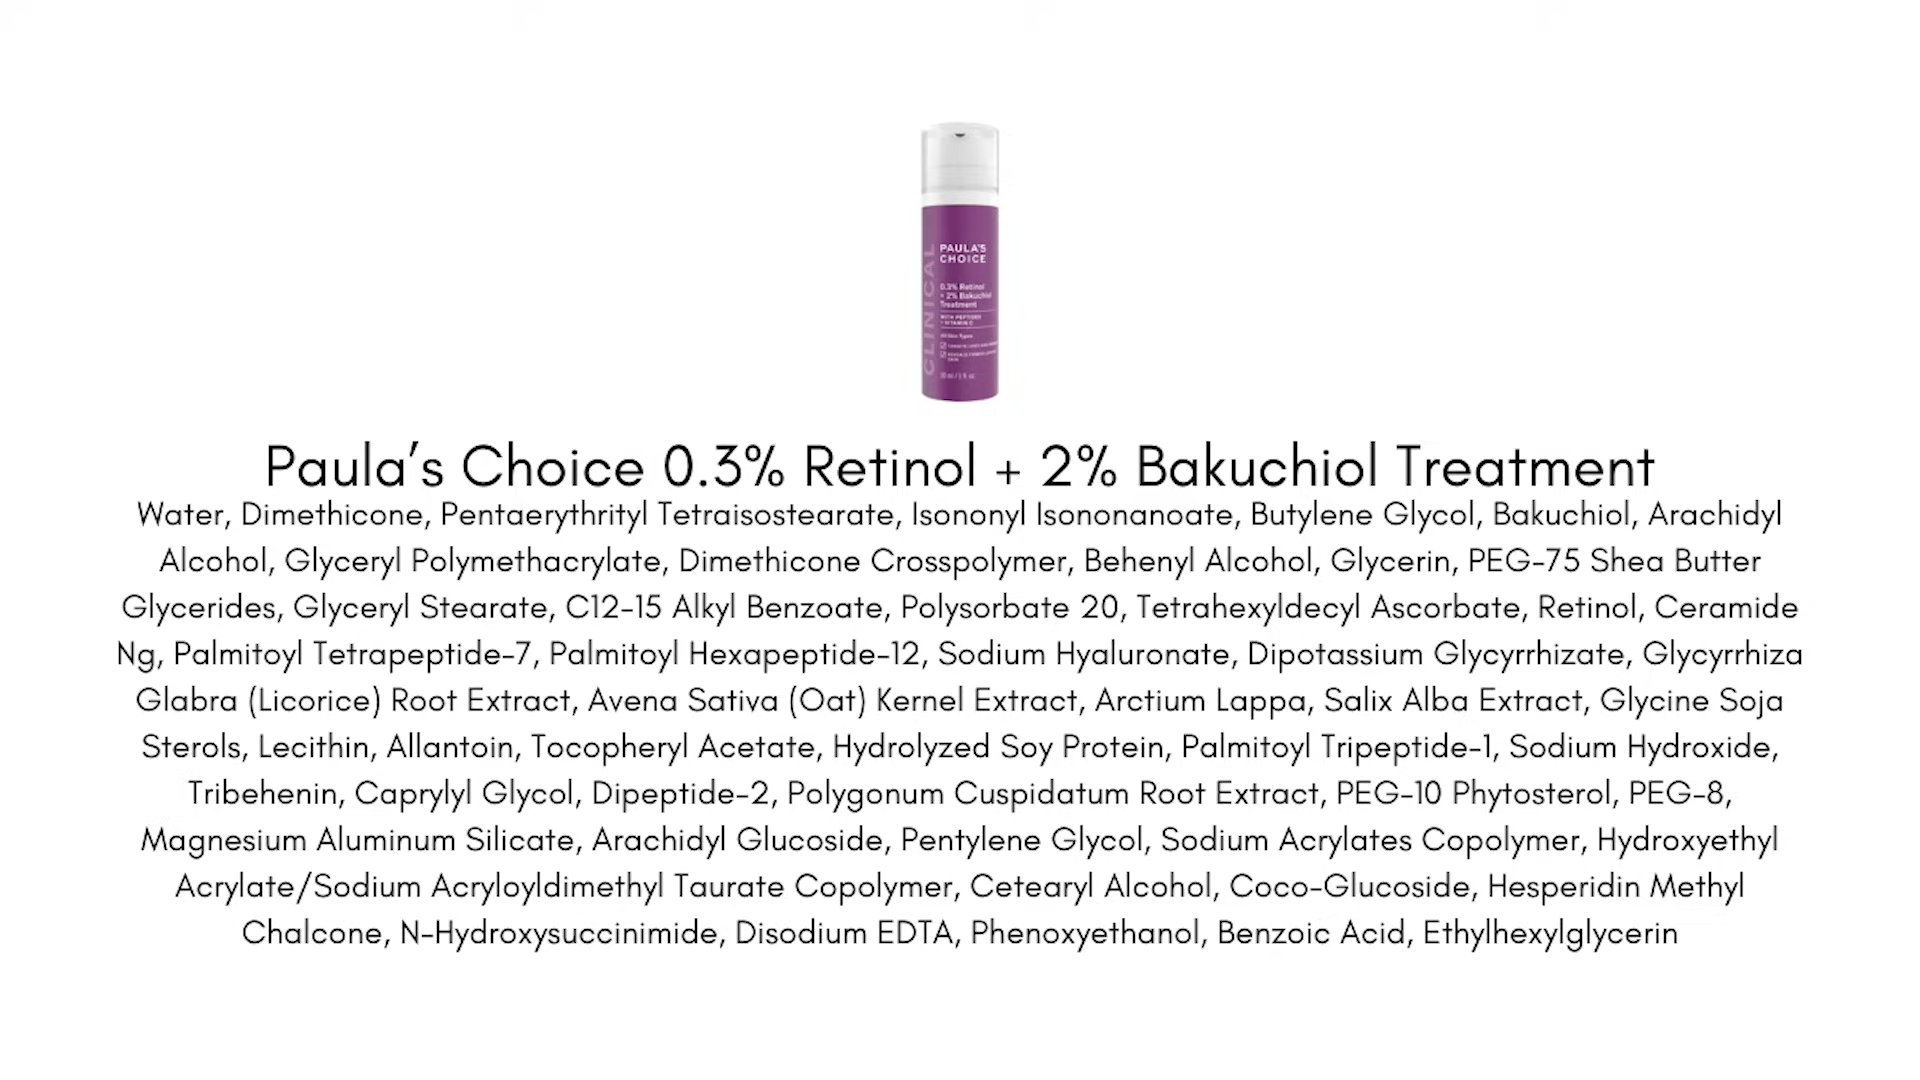 CLINICAL
PAULA'S
CHOICE
0.3% Retinol
+ 2% Bakuchiol
Treatment
WITH PEPTIDES
+ VITAMIN C
All Skin Types
Paula's Choice 0.3% Retinol + 2% Bakuchiol Treatment
Water, Dimethicone, Pentaerythrityl Tetraisostearate, Isononyl Isononanoate, Butylene Glycol, Bakuchiol, Arachidyl
Alcohol, Glyceryl Polymethacrylate, Dimethicone Crosspolymer, Behenyl Alcohol, Glycerin, PEG-75 Shea Butter
Glycerides, Glyceryl Stearate, C12-15 Alkyl Benzoate, Polysorbate 20, Tetrahexyldecyl Ascorbate, Retinol, Ceramide
Ng, Palmitoyl Tetrapeptide-7, Palmitoyl Hexapeptide-12, Sodium Hyaluronate, Dipotassium Glycyrrhizate, Glycyrrhiza
Glabra (Licorice) Root Extract, Avena Sativa (Oat) Kernel Extract, Arctium Lappa, Salix Alba Extract, Glycine Soja
Sterols, Lecithin, Allantoin, Tocopheryl Acetate, Hydrolyzed Soy Protein, Palmitoyl Tripeptide-1, Sodium Hydroxide,
Tribehenin, Caprylyl Glycol, Dipeptide-2, Polygonum Cuspidatum Root Extract, PEG-10 Phytosterol, PEG-8,
Magnesium Aluminum Silicate, Arachidyl Glucoside, Pentylene Glycol, Sodium Acrylates Copolymer, Hydroxyethyl
Acrylate/Sodium Acryloyldimethyl Taurate Copolymer, Cetearyl Alcohol, Coco-Glucoside, Hesperidin Methyl
Chalcone, N-Hydroxysuccinimide, Disodium EDTA, Phenoxyethanol, Benzoic Acid, Ethylhexylglycerin